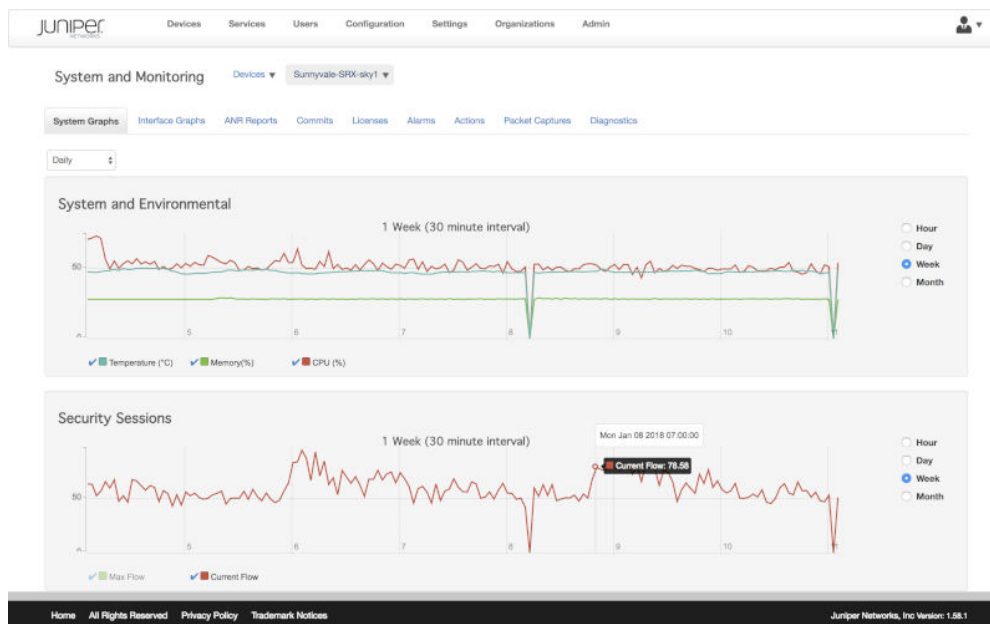 JUNIPER
NETWORKS
Devices Services Users Configuration Settings Organizations Admin
System and Monitoring Devices Sunnyvale-SRX-sky1
System Graphs Interface Graphs ANR Reports Commits Licenses Alarms Actions Packet Captures Diagnostics
Daily
System and Environmental
1 Week (30 minute interval)
Hour
Day
Week
Month
50
0
5 6 7 8 9 10 1
Temperature (°C) Memory(%) CPU (%)
Security Sessions
1 Week (30 minute interval)
Mon Jan 08 2018 07:00:00
Current Flow: 78.58
Hour
Day
Week
Month
50
0
5 6 7 8 9 10 1
Max Flow Current Flow
Home All Rights Reserved Privacy Policy Trademark Notices Juniper Networks, Inc Version: 1.58.1